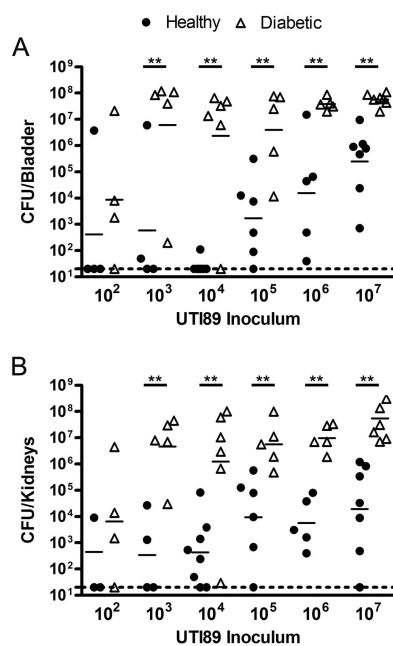 ● Healthy △ Diabetic
A
** ** ** ** **
CFU/Bladder
10⁹
10⁸
10⁷
10⁶
10⁵
10⁴
10³
10²
10¹
10² 10³ 10⁴ 10⁵ 10⁶ 10⁷
UTI89 Inoculum
B
** ** ** ** **
CFU/Kidneys
10⁹
10⁸
10⁷
10⁶
10⁵
10⁴
10³
10²
10¹
10² 10³ 10⁴ 10⁵ 10⁶ 10⁷
UTI89 Inoculum